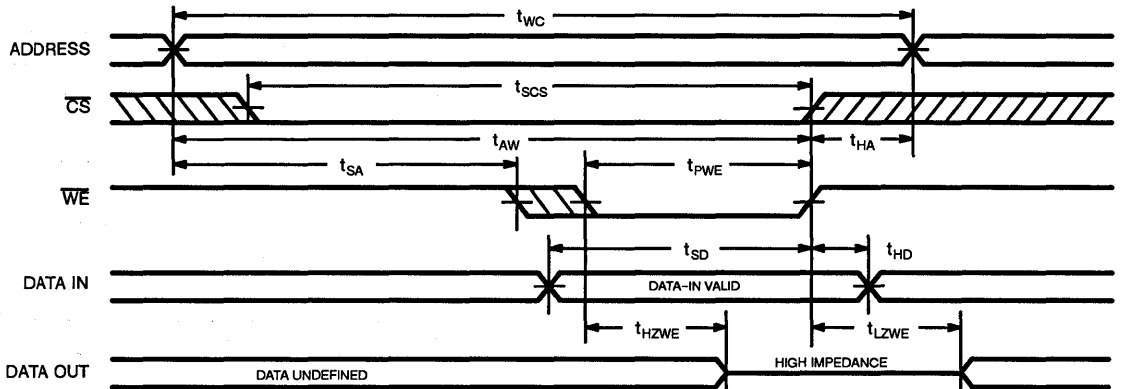 tWC
ADDRESS
tSCS
CS
tAW
tHA
tSA
tPWE
WE
tSD
tHD
DATA IN
DATA-IN VALID
tHZWE
tLZWE
HIGH IMPEDANCE
DATA OUT
DATA UNDEFINED